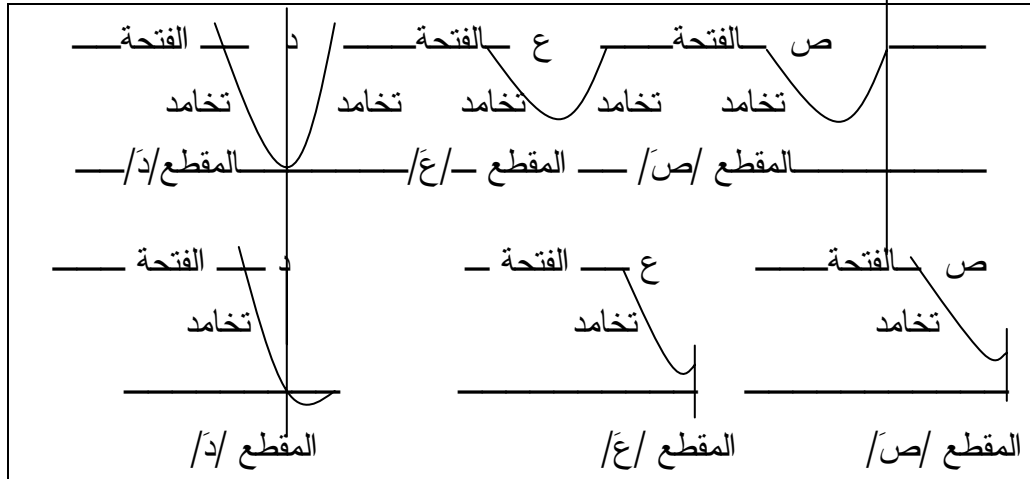 ص الفتحة ع الفتحة د الفتحة
تخامد تخامد تخامد تخامد تخامد
المقطع /صَ/ المقطع /عَ/ المقطع /دَ/
ص الفتحة ع الفتحة د الفتحة
تخامد تخامد تخامد
المقطع /صَ/ المقطع /عَ/ المقطع /دَ/